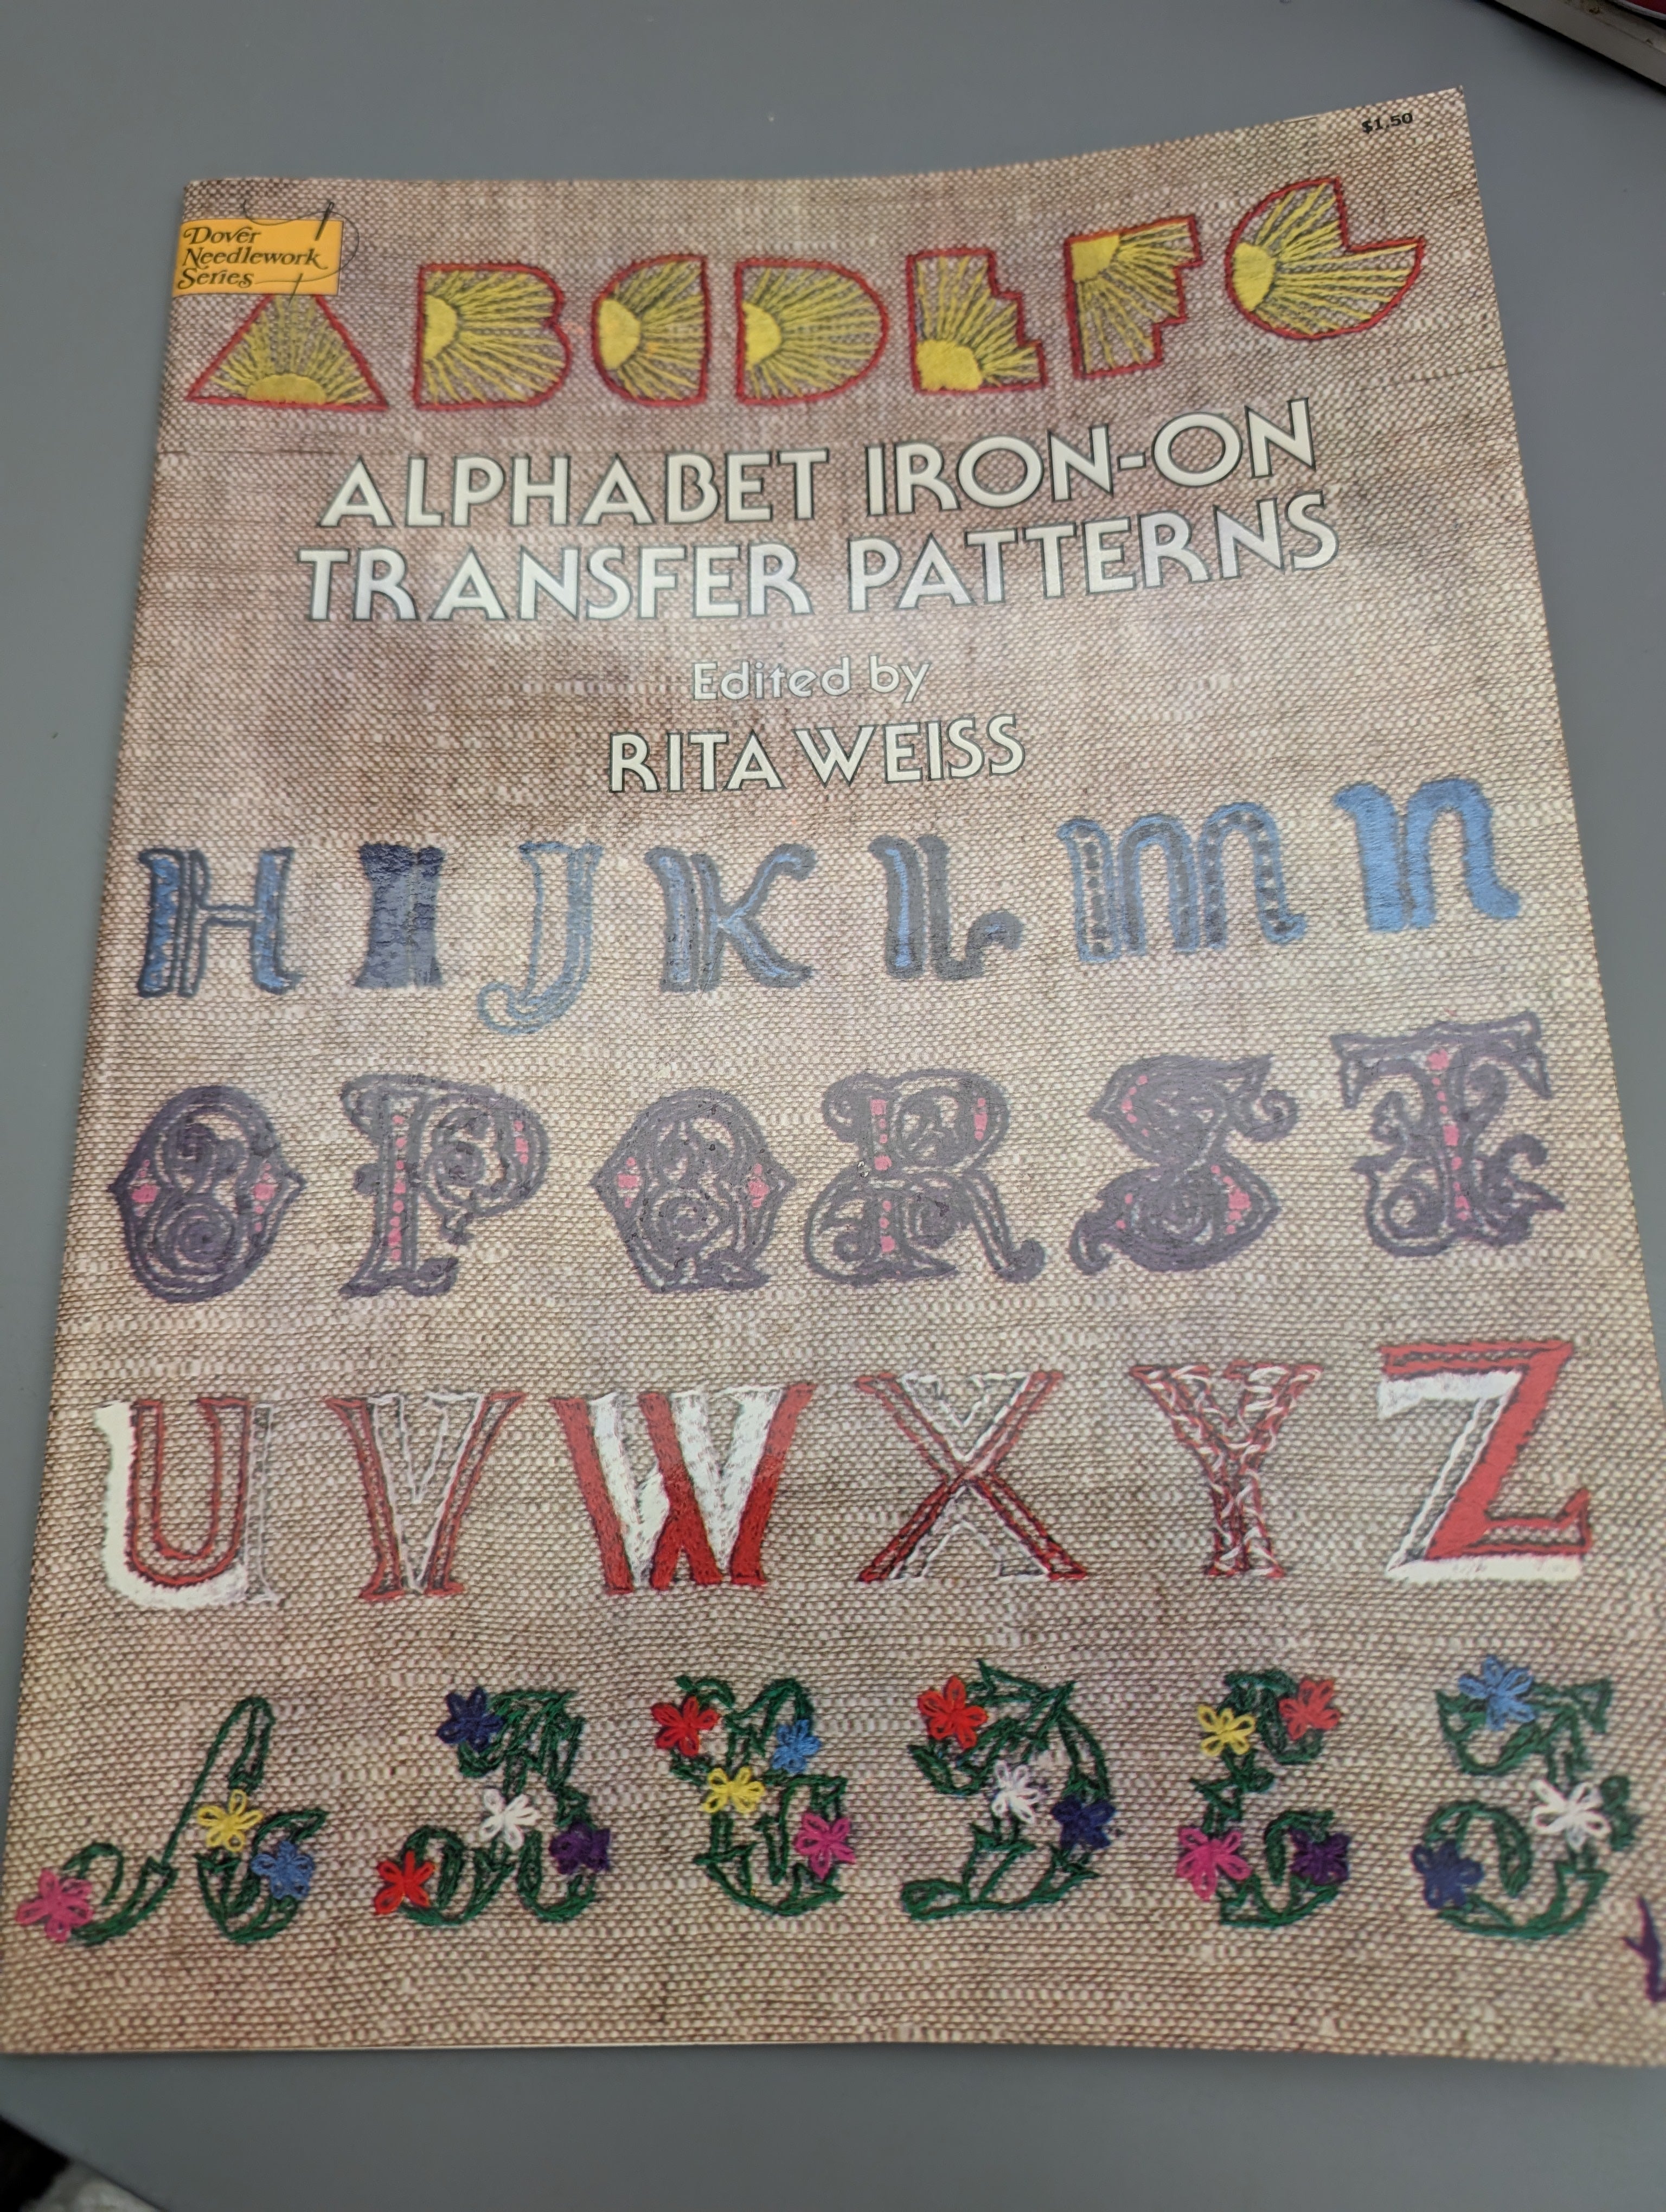 $1.50
Dover
Needlework
Series
ABCDEFG
ALPHABET IRON-ON
TRANSFER PATTERNS
Edited by
RITA WEISS
HIJKLmn
OPQRST
UVWXYZ